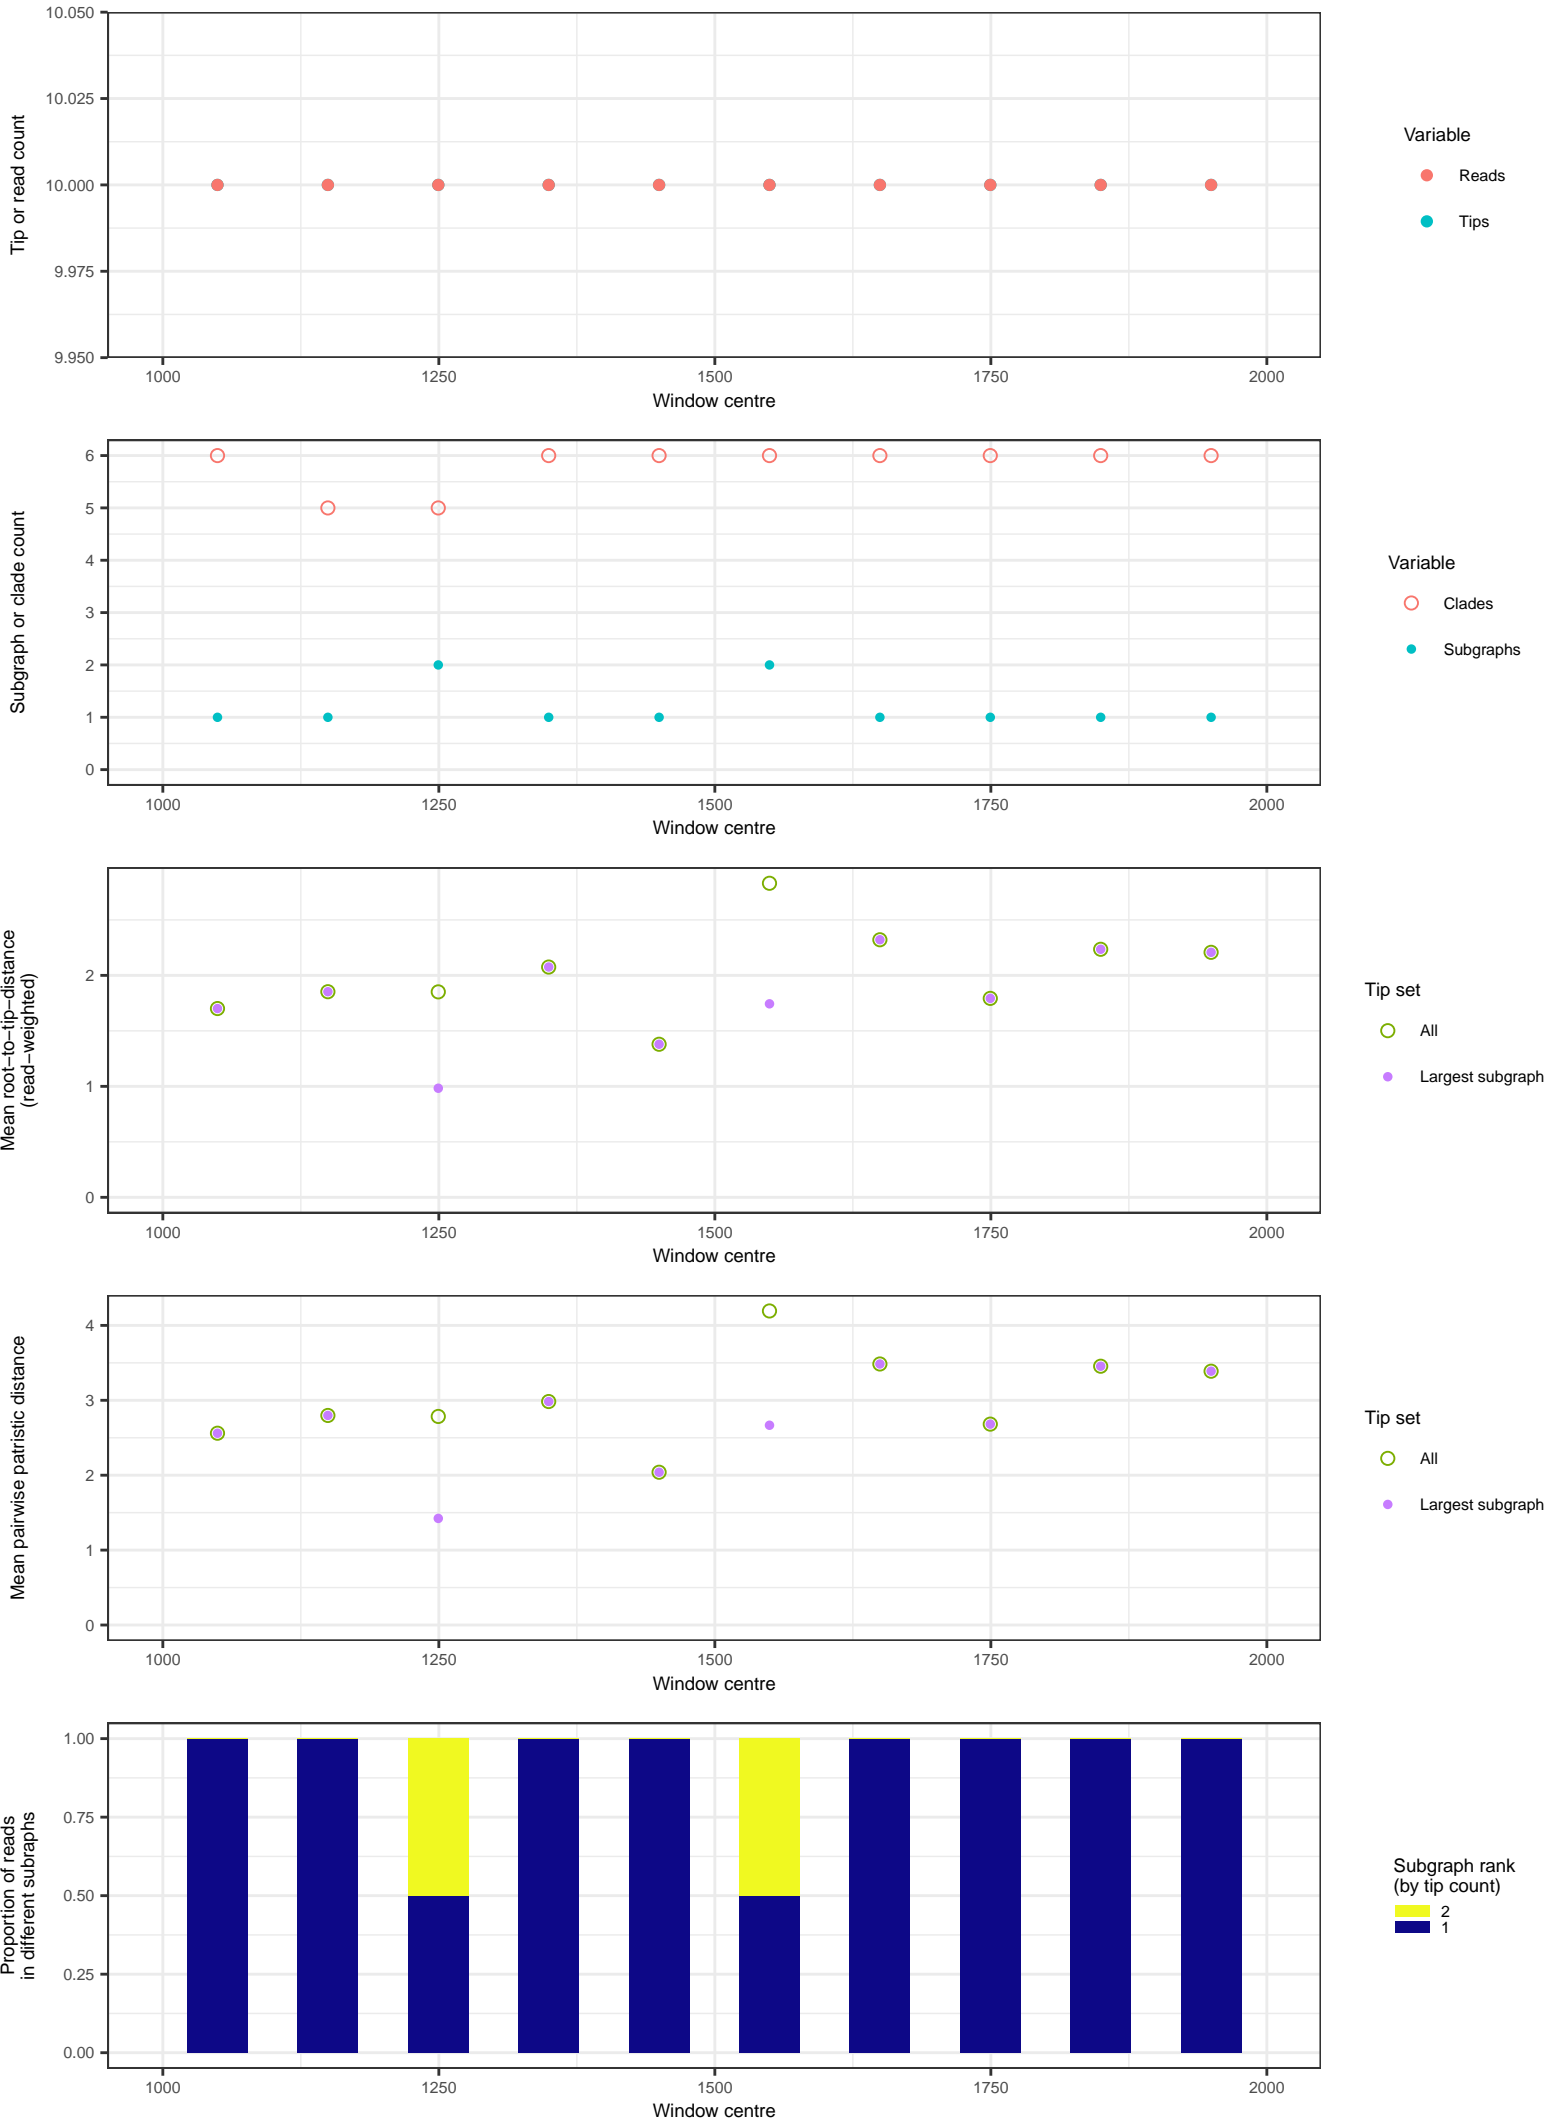 10.050
10.025
10.000
9.975
9.950
Tip or read count
1000 1250 1500 1750 2000
Window centre
Variable
Reads
Tips
6
5
4
3
2
1
0
Subgraph or clade count
1000 1250 1500 1750 2000
Window centre
Variable
Clades
Subgraphs
2
1
0
Mean root−to−tip−distance
(read−weighted)
1000 1250 1500 1750 2000
Window centre
Tip set
All
Largest subgraph
4
3
2
1
0
Mean pairwise patristic distance
1000 1250 1500 1750 2000
Window centre
Tip set
All
Largest subgraph
1.00
0.75
0.50
0.25
0.00
Proportion of reads
in different subraphs
1000 1250 1500 1750 2000
Window centre
Subgraph rank
(by tip count)
2
1